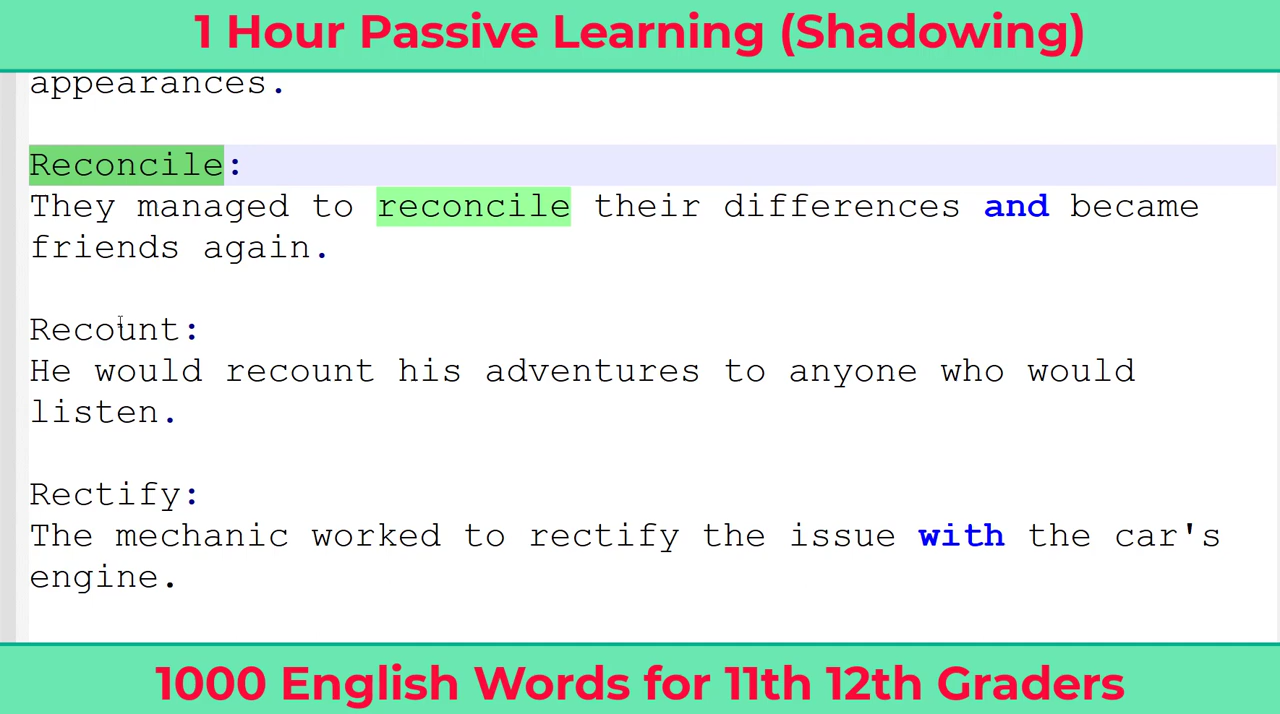 1 Hour Passive Learning (Shadowing)
appearances.
Reconcile:
They managed to reconcile their differences and became
friends again.
Recount:
He would recount his adventures to anyone who would
listen.
Rectify:
The mechanic worked to rectify the issue with the car's
engine.
1000 English Words for 11th 12th Graders